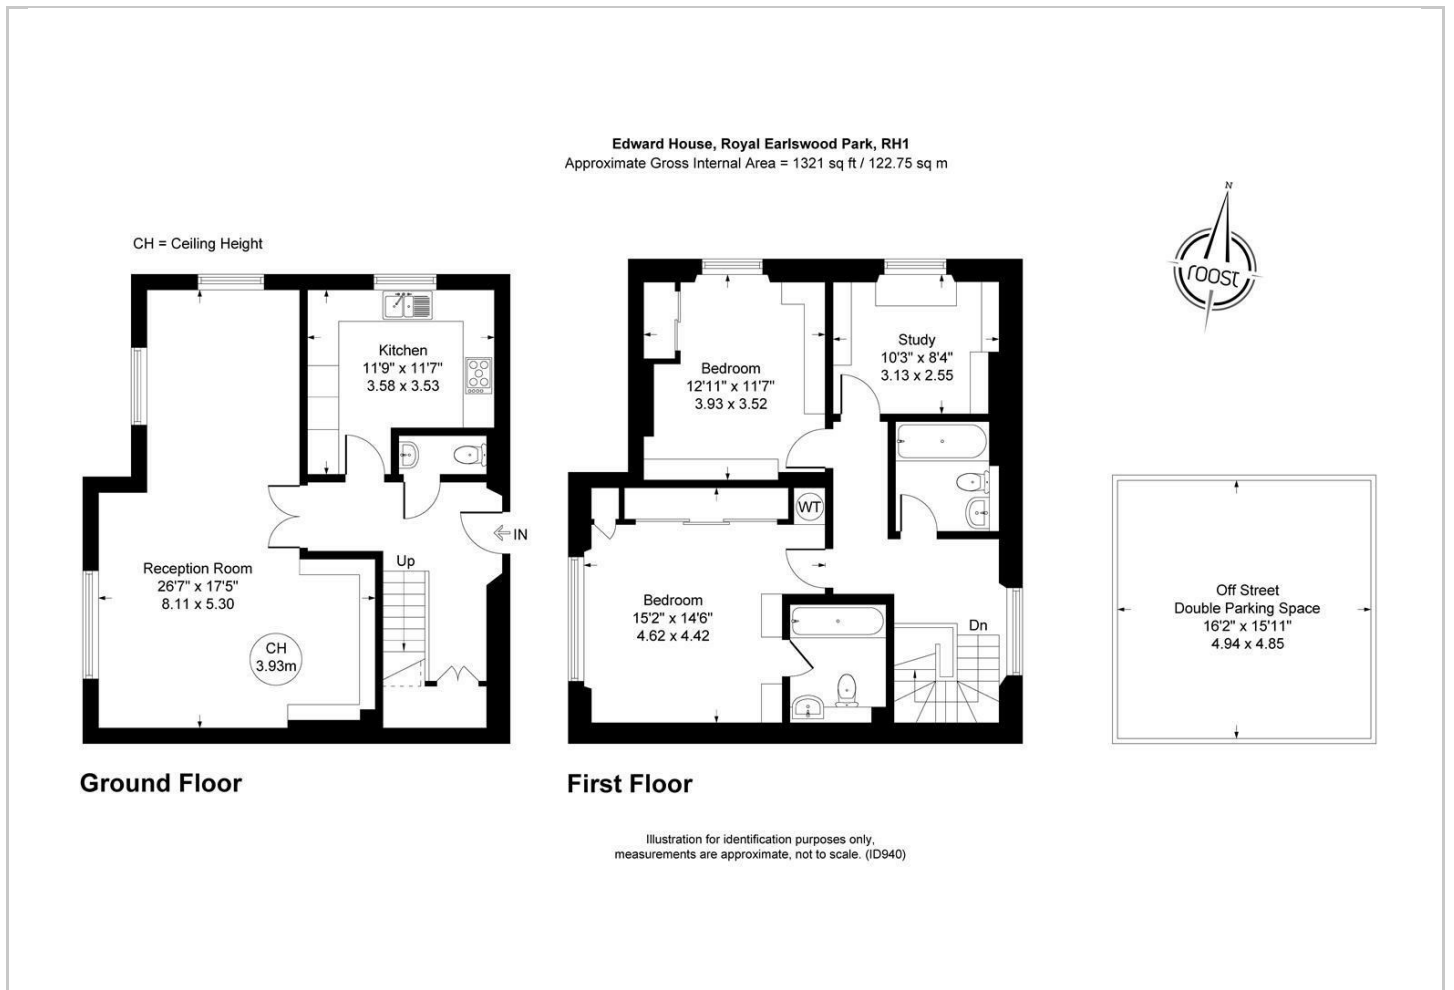 Edward House, Royal Earlswood Park, RH1
Approximate Gross Internal Area = 1321 sq ft / 122.75 sq m
N
roost
CH = Ceiling Height
Kitchen
11'9" x 11'7"
3.58 x 3.53
IN
Up
Reception Room
26'7" x 17'5"
8.11 x 5.30
CH
3.93m
Ground Floor
Bedroom
12'11" x 11'7"
3.93 x 3.52
Study
10'3" x 8'4"
3.13 x 2.55
WT
Bedroom
15'2" x 14'6"
4.62 x 4.42
Dn
First Floor
Off Street
Double Parking Space
16'2" x 15'11"
4.94 x 4.85
Illustration for identification purposes only,
measurements are approximate, not to scale. (ID940)